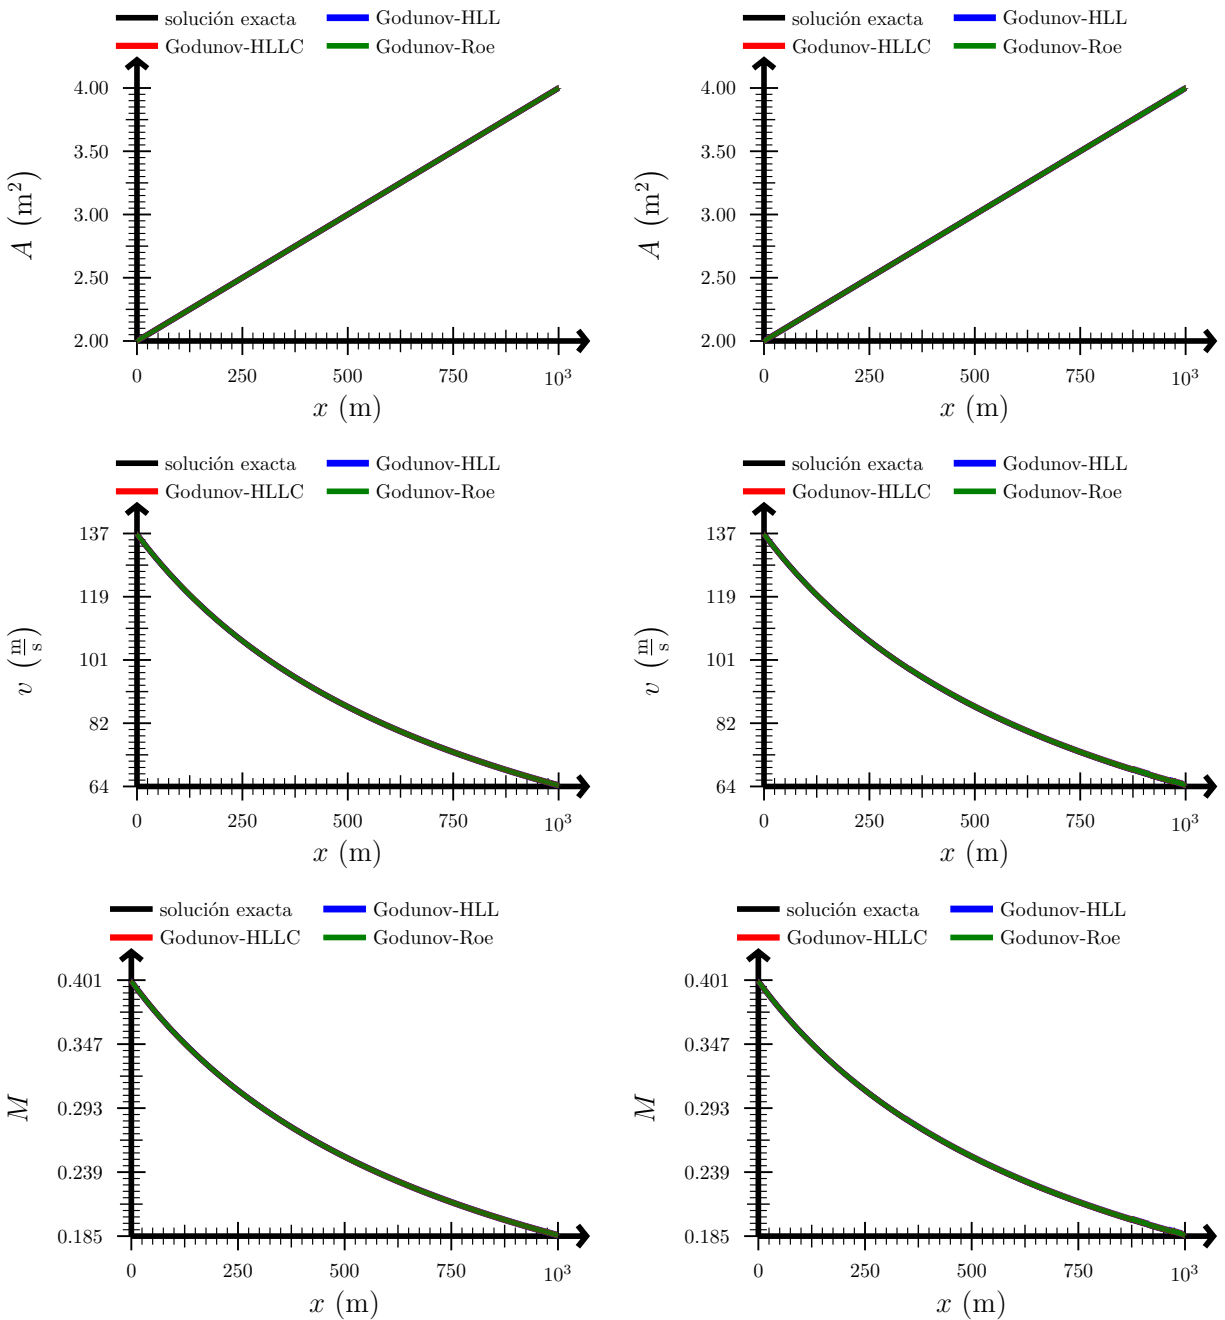 solución exacta Godunov-HLL
Godunov-HLLC Godunov-Roe
4.00
3.50
3.00
2.50
2.00
A (m²)
0 250 500 750 10³
x (m)
solución exacta Godunov-HLL
Godunov-HLLC Godunov-Roe
4.00
3.50
3.00
2.50
2.00
A (m²)
0 250 500 750 10³
x (m)
solución exacta Godunov-HLL
Godunov-HLLC Godunov-Roe
137
119
101
82
64
v (m/s)
0 250 500 750 10³
x (m)
solución exacta Godunov-HLL
Godunov-HLLC Godunov-Roe
137
119
101
82
64
v (m/s)
0 250 500 750 10³
x (m)
solución exacta Godunov-HLL
Godunov-HLLC Godunov-Roe
0.401
0.347
0.293
0.239
0.185
M
0 250 500 750 10³
x (m)
solución exacta Godunov-HLL
Godunov-HLLC Godunov-Roe
0.401
0.347
0.293
0.239
0.185
M
0 250 500 750 10³
x (m)